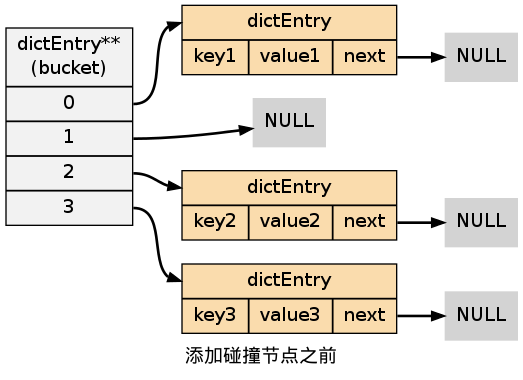 dictEntry**
(bucket)
0
1
2
3
dictEntry
key1 value1 next
NULL
NULL
dictEntry
key2 value2 next
NULL
dictEntry
key3 value3 next
NULL
添加碰撞节点之前